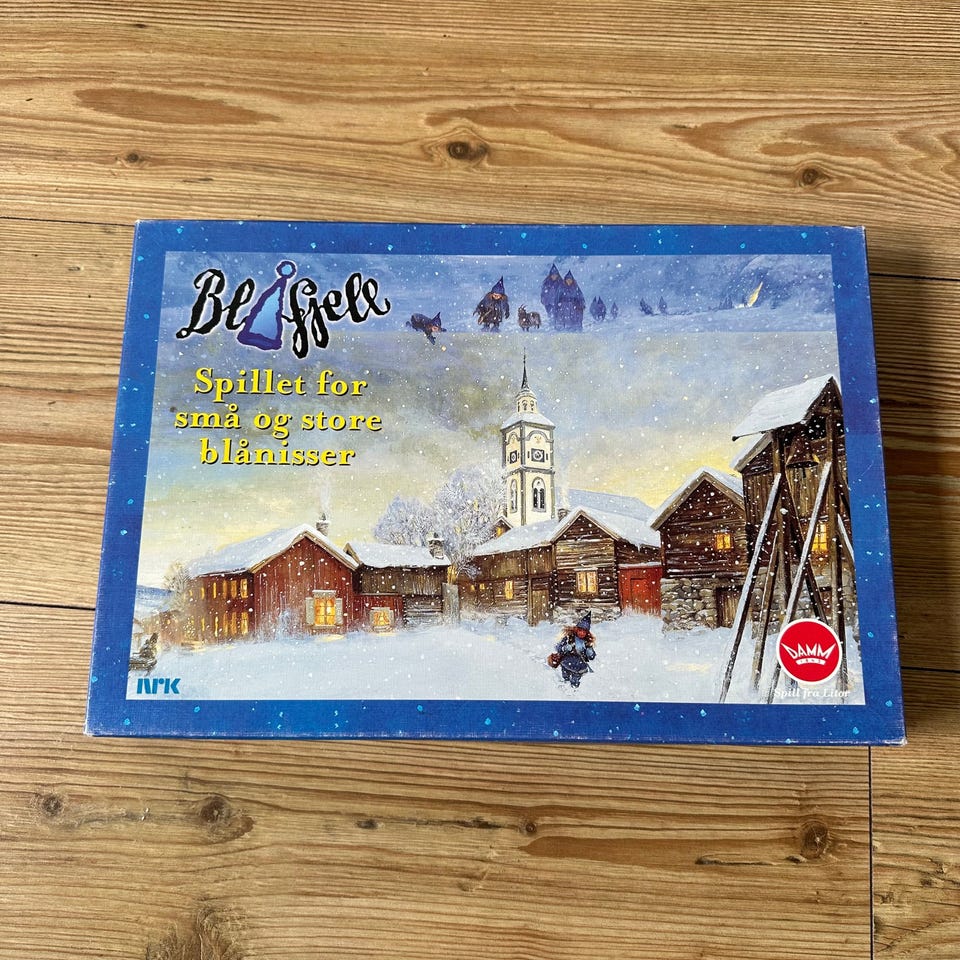 Blåfjell
Spillet for
små og store
blånisser
DAMM
NRK
Spill fra Litor